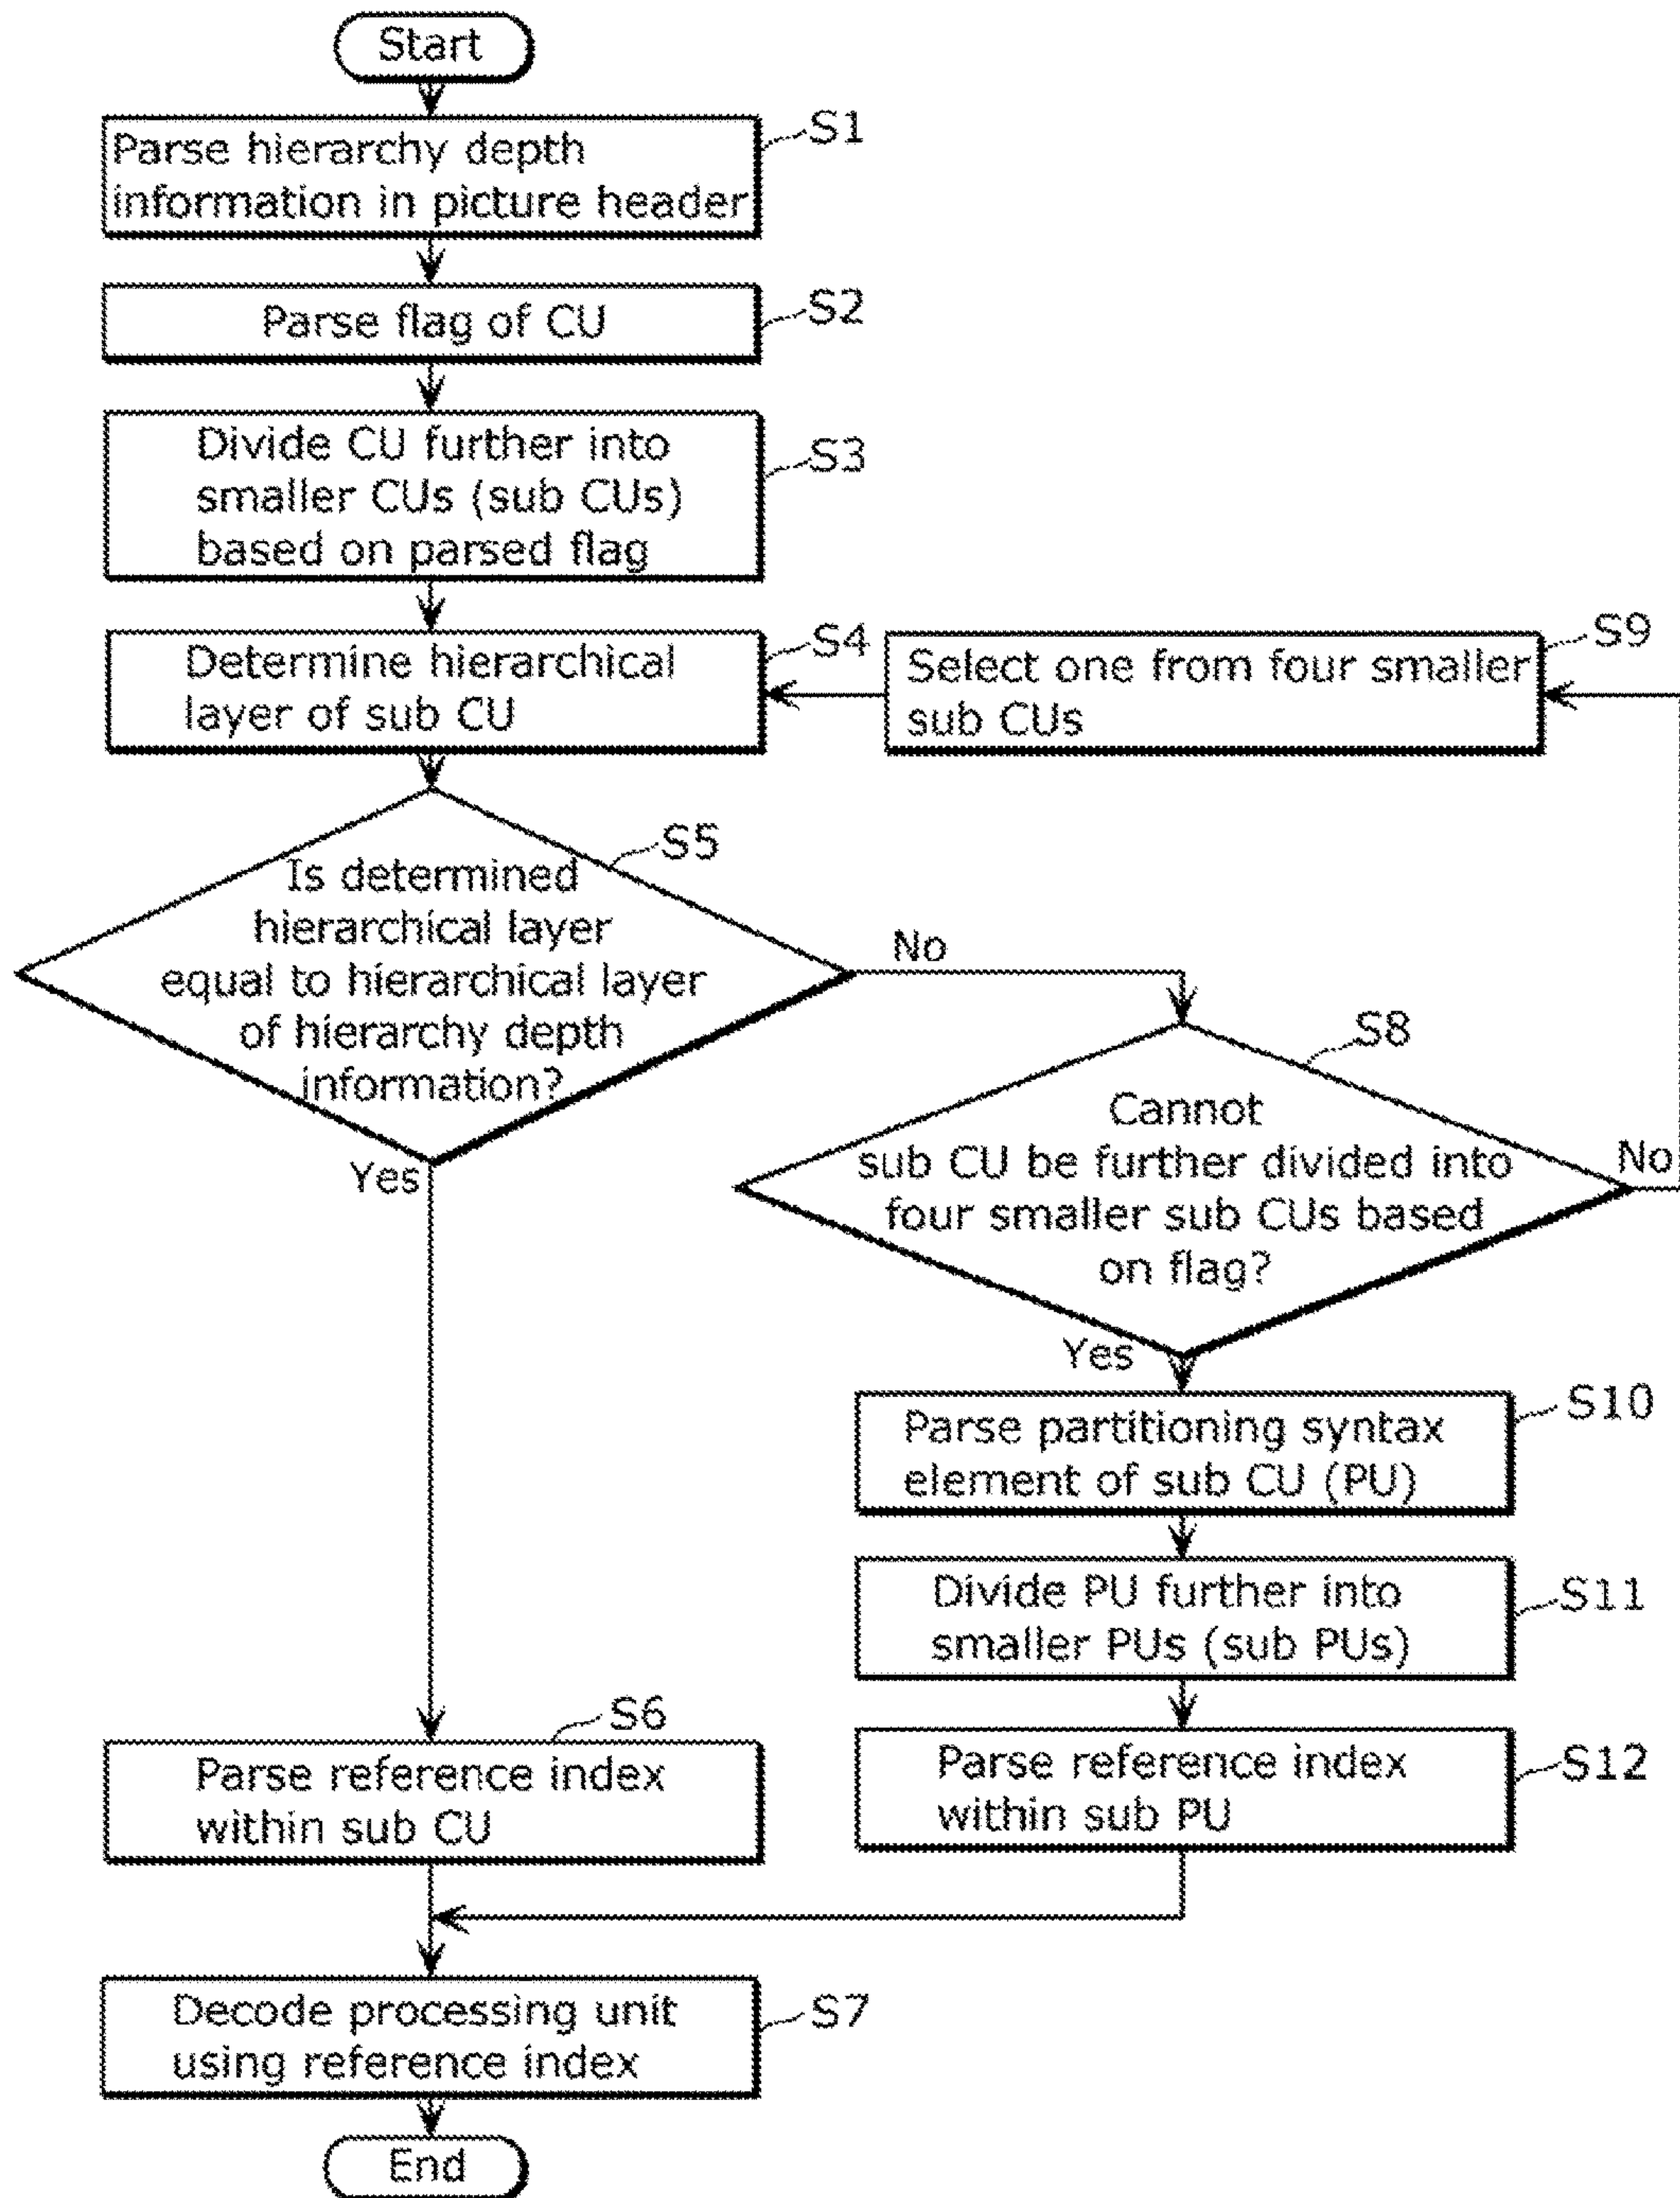 Start
Parse hierarchy depth
information in picture header
S1
Parse flag of CU
S2
Divide CU further into
smaller CUs (sub CUs)
based on parsed flag
S3
Determine hierarchical
layer of sub CU
S4
Select one from four smaller
sub CUs
S9
Is determined
hierarchical layer
equal to hierarchical layer
of hierarchy depth
information?
S5
No
Yes
Cannot
sub CU be further divided into
four smaller sub CUs based
on flag?
S8
No
Yes
Parse partitioning syntax
element of sub CU (PU)
S10
Divide PU further into
smaller PUs (sub PUs)
S11
Parse reference index
within sub CU
S6
Parse reference index
within sub PU
S12
Decode processing unit
using reference index
S7
End